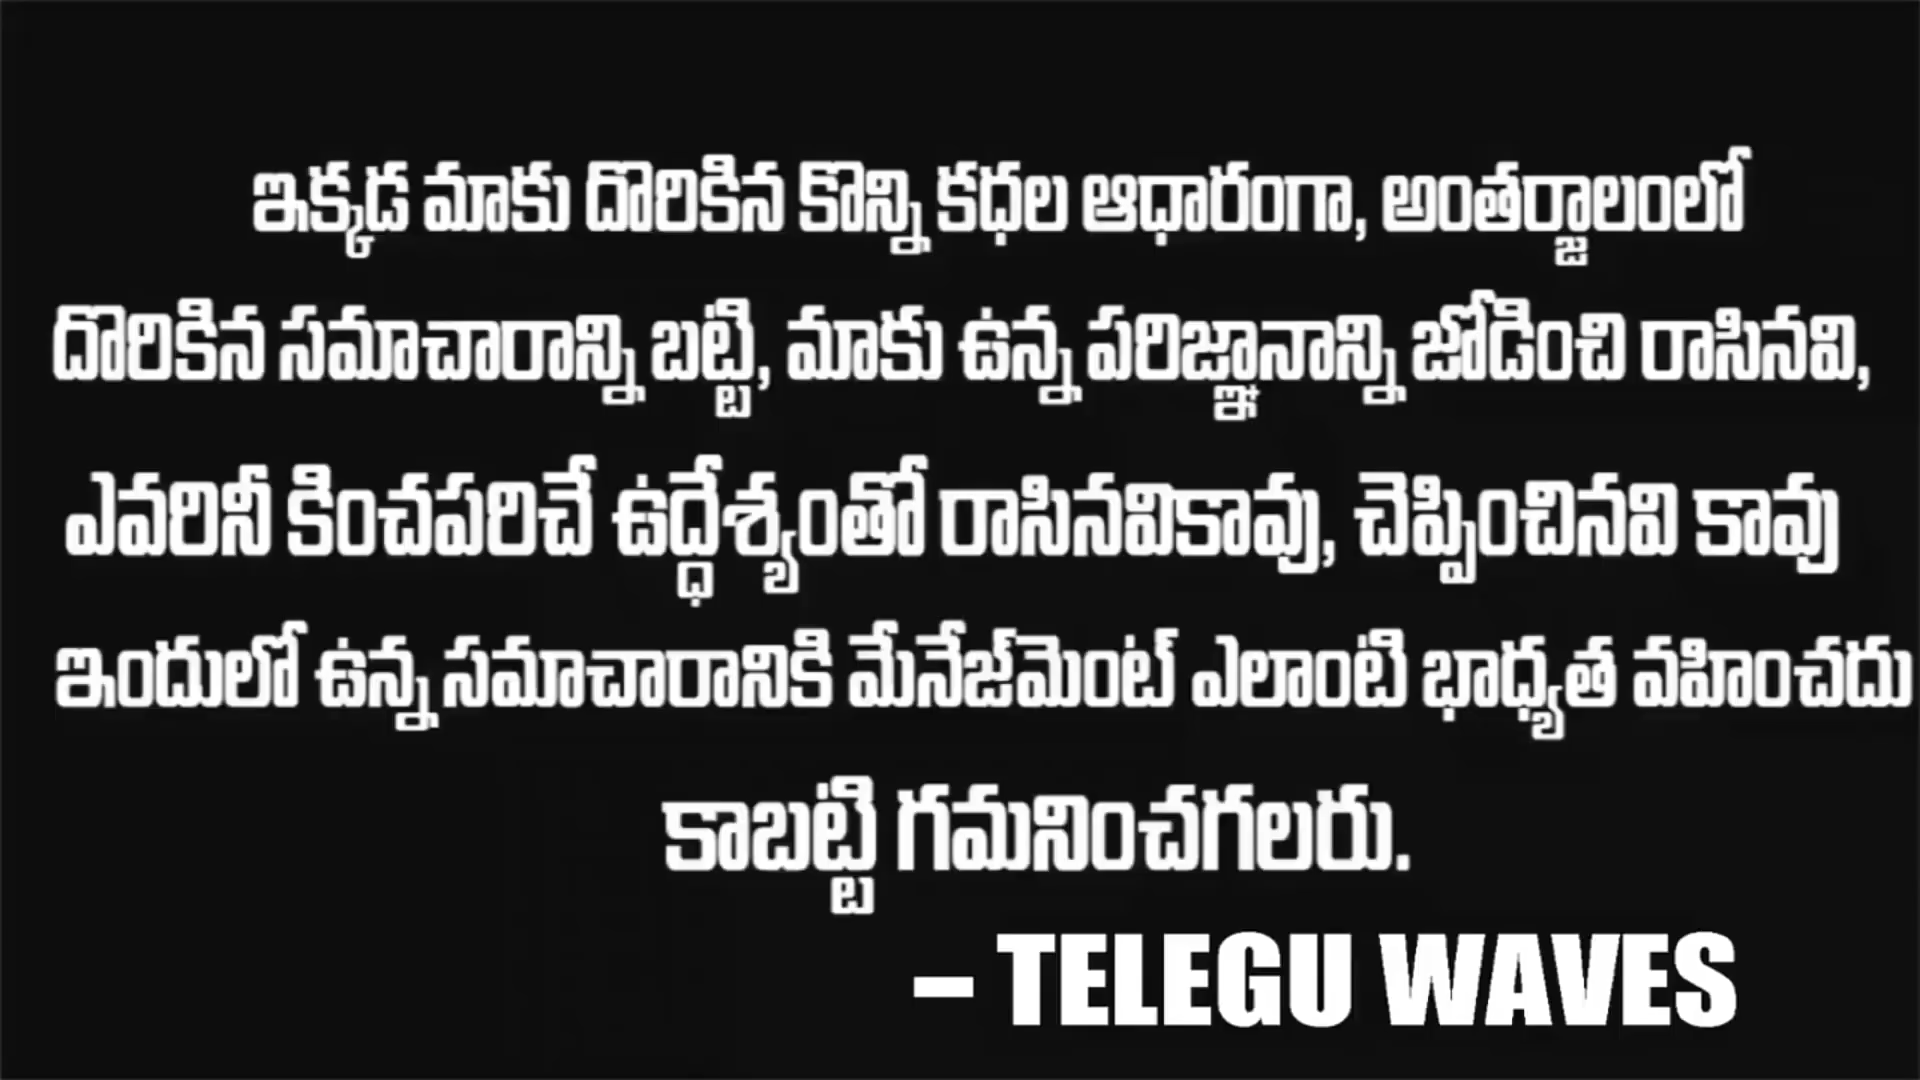 ఇక్కడ మాకు దొరికిన కొన్ని కధల ఆధారంగా, అంతర్జాలంలో
దొరికిన సమాచారాన్ని బట్టి, మాకు ఉన్న పరిజ్ఞానాన్ని జోడించి రాసినవి,
ఎవరినీ కించపరిచే ఉద్ధేశ్యంతో రాసినవికావు, చెప్పించినవి కావు
ఇందులో ఉన్న సమాచారానికి మేనేజ్‌మెంట్ ఎలాంటి భాధ్యత వహించదు
కాబట్టి గమనించగలరు.
– TELEGU WAVES